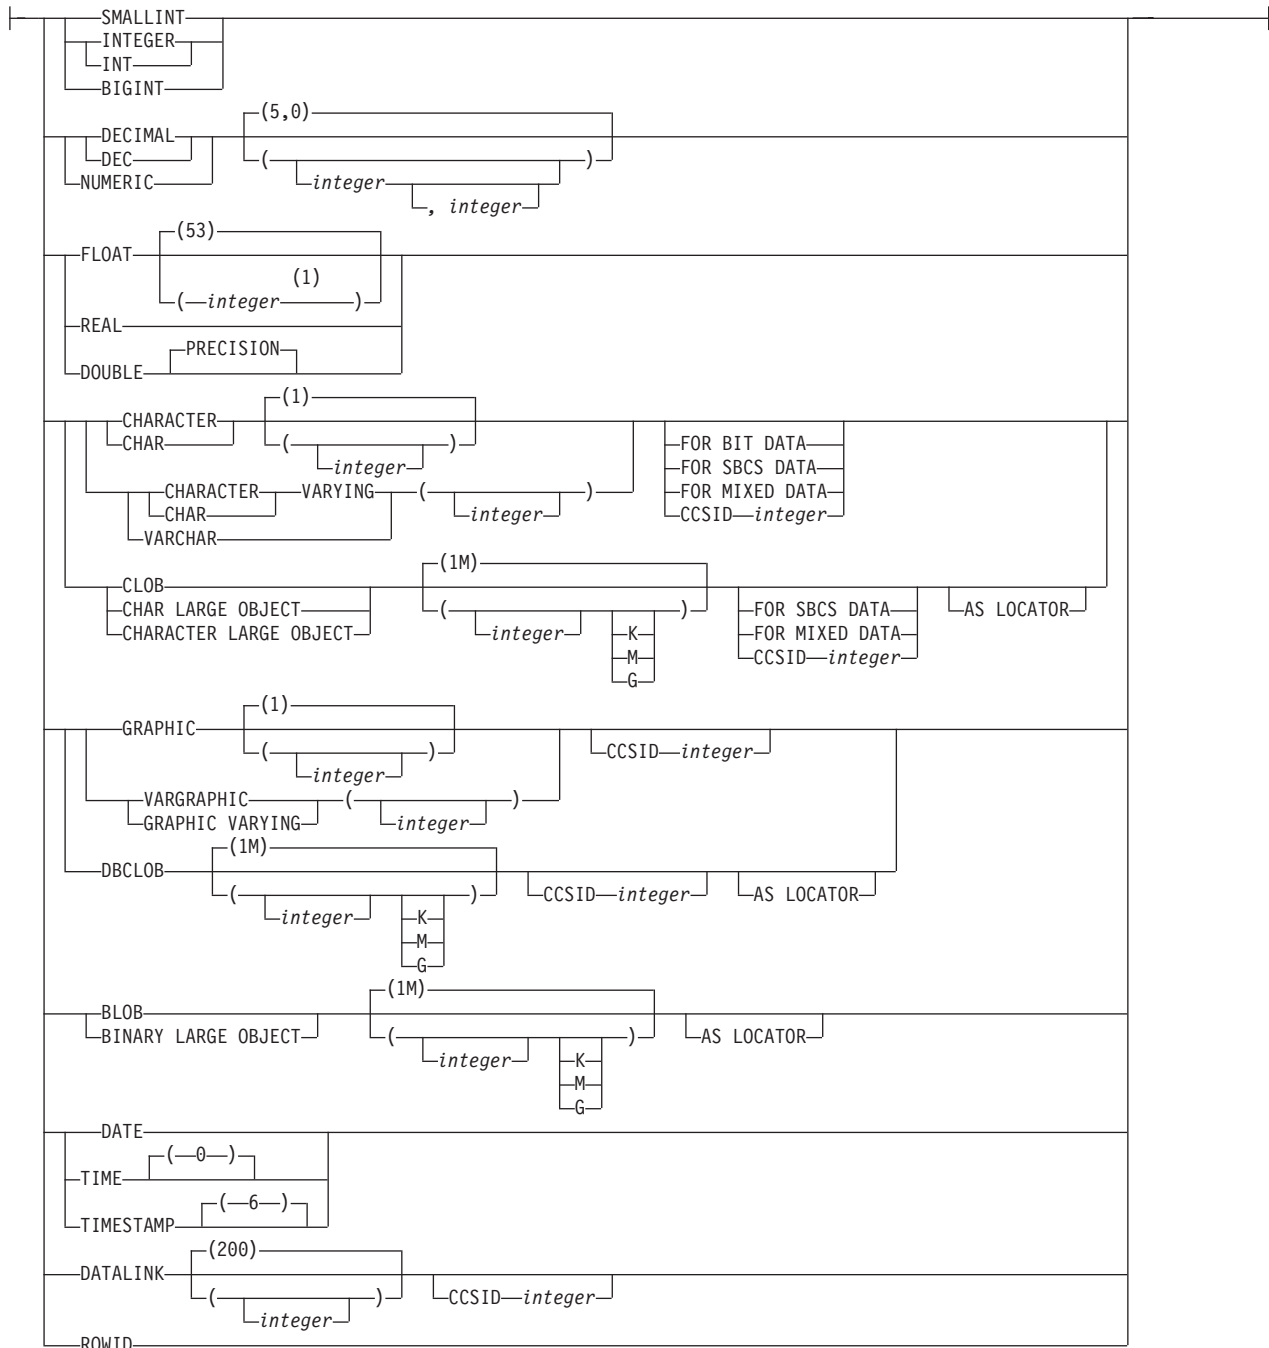 SMALLINT
INTEGER
INT
BIGINT
(5,0)
DECIMAL
DEC ( )
NUMERIC integer
, integer
(53)
FLOAT
(1)
( integer )
REAL
PRECISION
DOUBLE
(1)
CHARACTER
CHAR ( ) FOR BIT DATA
integer FOR SBCS DATA
CHARACTER VARYING ( ) FOR MIXED DATA
CHAR integer CCSID integer
VARCHAR
(1M)
CLOB
CHAR LARGE OBJECT ( ) FOR SBCS DATA AS LOCATOR
CHARACTER LARGE OBJECT integer K FOR MIXED DATA
M CCSID integer
G
(1)
GRAPHIC
( ) CCSID integer
integer
VARGRAPHIC ( )
GRAPHIC VARYING integer
(1M)
DBCLOB
( ) CCSID integer AS LOCATOR
integer K
M
G
(1M)
BLOB
BINARY LARGE OBJECT ( ) AS LOCATOR
integer K
M
G
DATE
( 0 )
TIME
( 6 )
TIMESTAMP
(200)
DATALINK
( ) CCSID integer
integer
ROWID